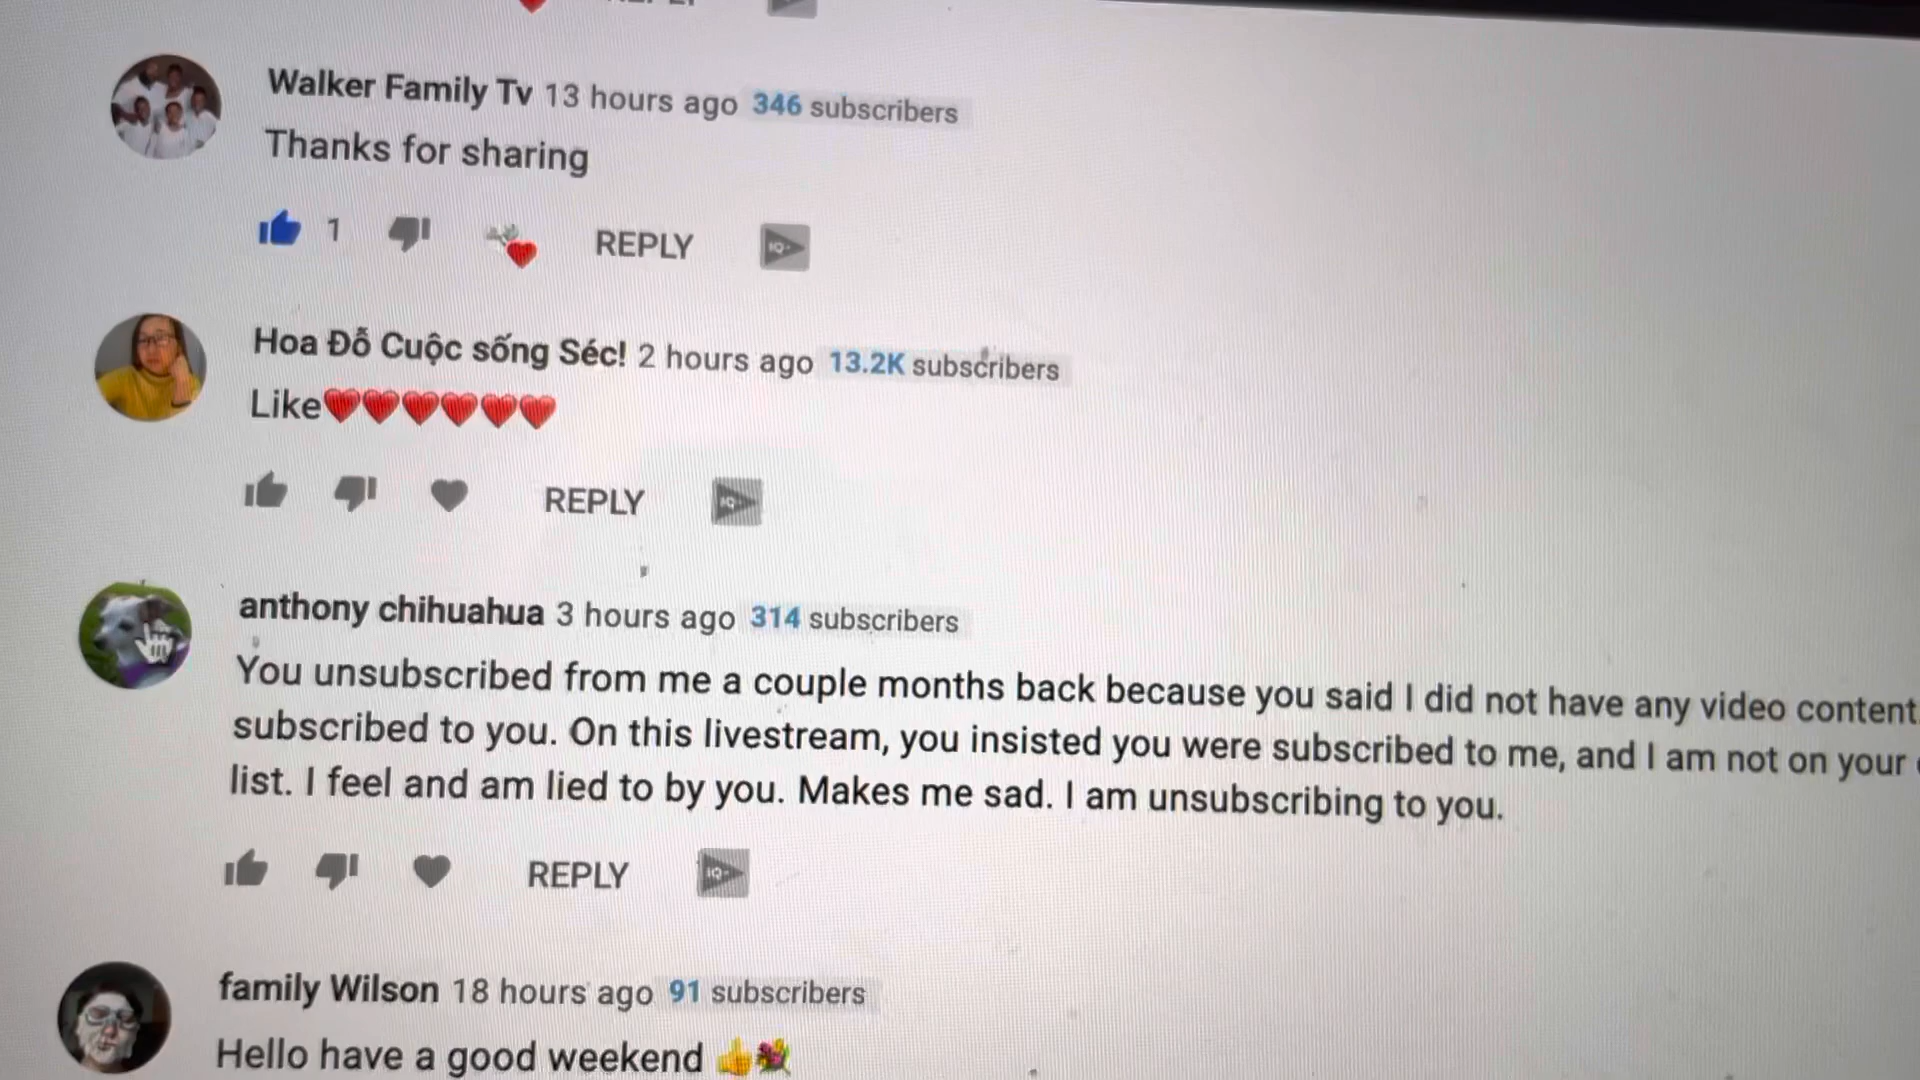 Walker Family Tv 13 hours ago 346 subscribers
Thanks for sharing
1 REPLY IQ
Hoa Đỗ Cuộc sống Séc! 2 hours ago 13.2K subscribers
Like❤❤❤❤❤❤
REPLY IQ
anthony chihuahua 3 hours ago 314 subscribers
You unsubscribed from me a couple months back because you said I did not have any video content
subscribed to you. On this livestream, you insisted you were subscribed to me, and I am not on your
list. I feel and am lied to by you. Makes me sad. I am unsubscribing to you.
REPLY IQ
family Wilson 18 hours ago 91 subscribers
Hello have a good weekend 👍💐